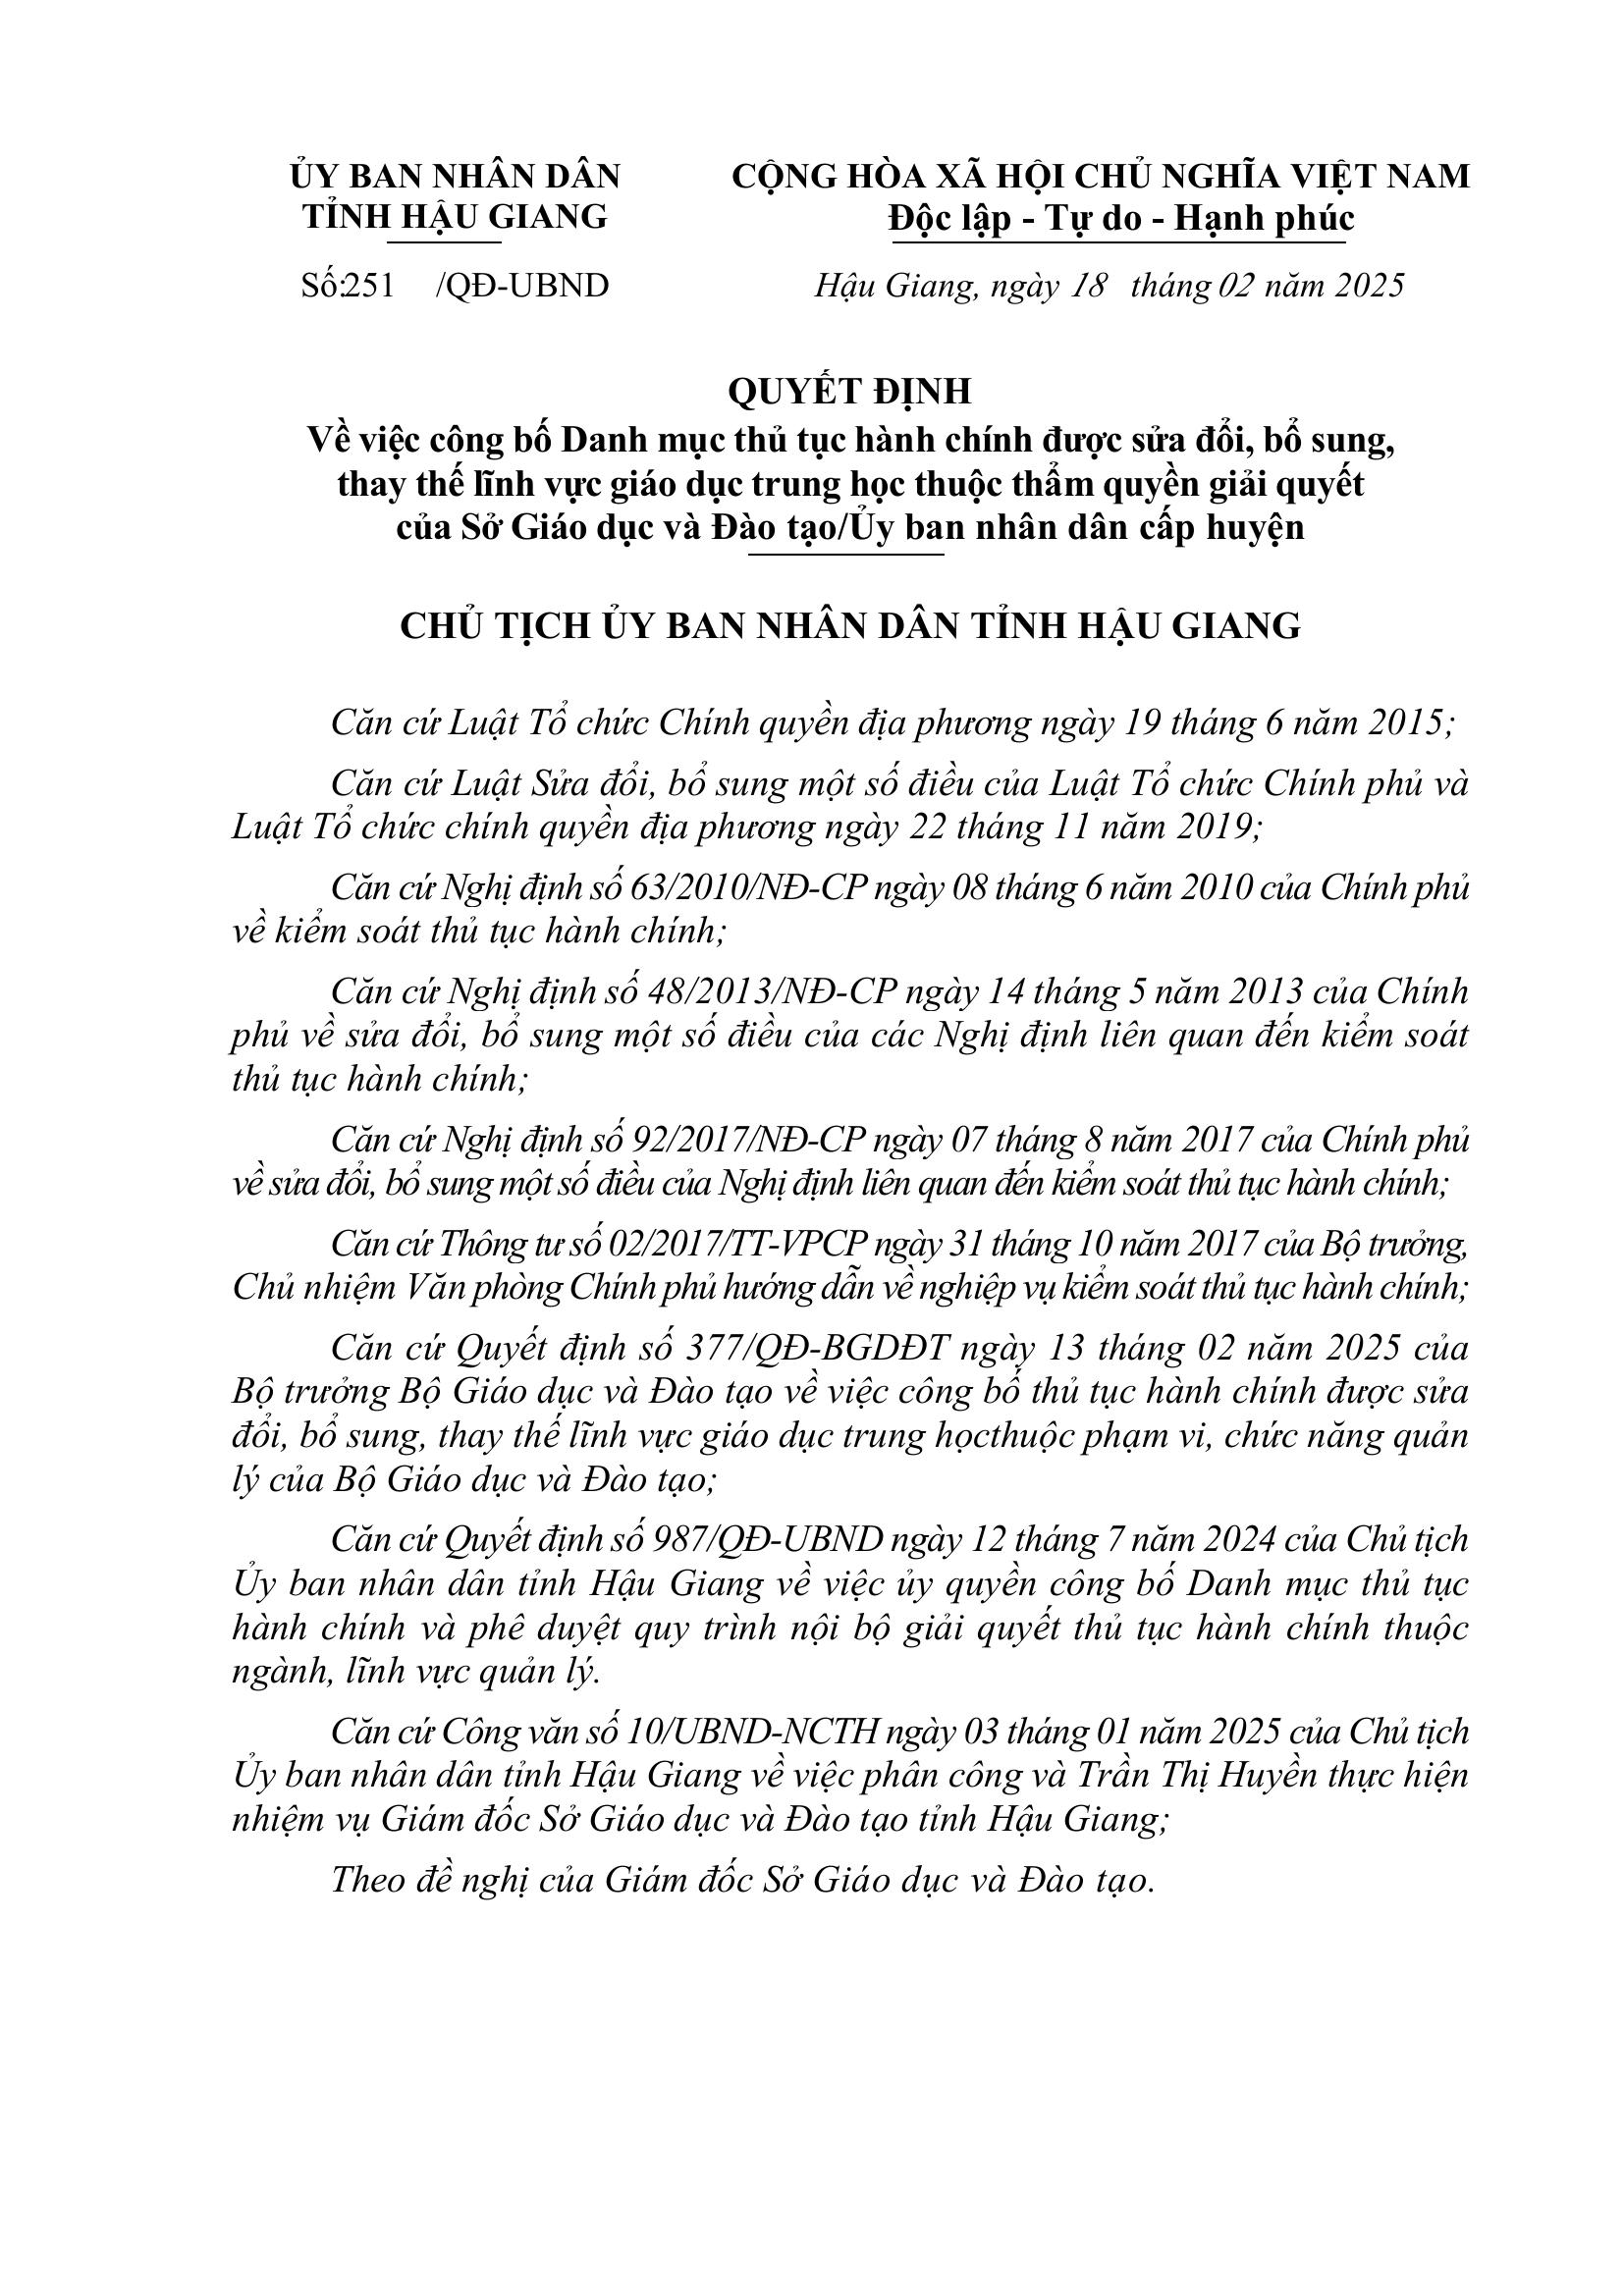 ỦY BAN NHÂN DÂN
TỈNH HẬU GIANG
Số:251 /QĐ-UBND
CỘNG HÒA XÃ HỘI CHỦ NGHĨA VIỆT NAM
Độc lập - Tự do - Hạnh phúc
Hậu Giang, ngày 18 tháng 02 năm 2025
QUYẾT ĐỊNH
Về việc công bố Danh mục thủ tục hành chính được sửa đổi, bổ sung,
thay thế lĩnh vực giáo dục trung học thuộc thẩm quyền giải quyết
của Sở Giáo dục và Đào tạo/Ủy ban nhân dân cấp huyện
CHỦ TỊCH ỦY BAN NHÂN DÂN TỈNH HẬU GIANG
Căn cứ Luật Tổ chức Chính quyền địa phương ngày 19 tháng 6 năm 2015;
Căn cứ Luật Sửa đổi, bổ sung một số điều của Luật Tổ chức Chính phủ và
Luật Tổ chức chính quyền địa phương ngày 22 tháng 11 năm 2019;
Căn cứ Nghị định số 63/2010/NĐ-CP ngày 08 tháng 6 năm 2010 của Chính phủ
về kiểm soát thủ tục hành chính;
Căn cứ Nghị định số 48/2013/NĐ-CP ngày 14 tháng 5 năm 2013 của Chính
phủ về sửa đổi, bổ sung một số điều của các Nghị định liên quan đến kiểm soát
thủ tục hành chính;
Căn cứ Nghị định số 92/2017/NĐ-CP ngày 07 tháng 8 năm 2017 của Chính phủ
về sửa đổi, bổ sung một số điều của Nghị định liên quan đến kiểm soát thủ tục hành chính;
Căn cứ Thông tư số 02/2017/TT-VPCP ngày 31 tháng 10 năm 2017 của Bộ trưởng,
Chủ nhiệm Văn phòng Chính phủ hướng dẫn về nghiệp vụ kiểm soát thủ tục hành chính;
Căn cứ Quyết định số 377/QĐ-BGDĐT ngày 13 tháng 02 năm 2025 của
Bộ trưởng Bộ Giáo dục và Đào tạo về việc công bố thủ tục hành chính được sửa
đổi, bổ sung, thay thế lĩnh vực giáo dục trung họcthuộc phạm vi, chức năng quản
lý của Bộ Giáo dục và Đào tạo;
Căn cứ Quyết định số 987/QĐ-UBND ngày 12 tháng 7 năm 2024 của Chủ tịch
Ủy ban nhân dân tỉnh Hậu Giang về việc ủy quyền công bố Danh mục thủ tục
hành chính và phê duyệt quy trình nội bộ giải quyết thủ tục hành chính thuộc
ngành, lĩnh vực quản lý.
Căn cứ Công văn số 10/UBND-NCTH ngày 03 tháng 01 năm 2025 của Chủ tịch
Ủy ban nhân dân tỉnh Hậu Giang về việc phân công và Trần Thị Huyền thực hiện
nhiệm vụ Giám đốc Sở Giáo dục và Đào tạo tỉnh Hậu Giang;
Theo đề nghị của Giám đốc Sở Giáo dục và Đào tạo.